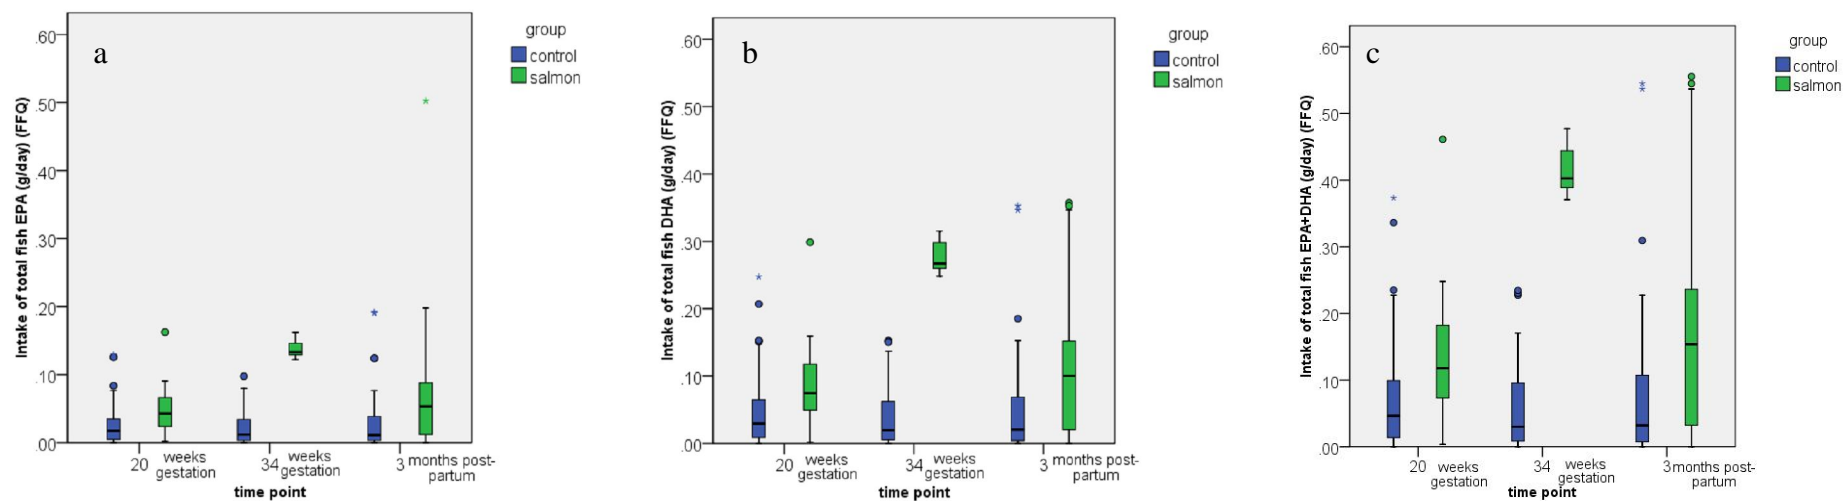 a
group
control
salmon
.60
.50
.40
.30
.20
.10
.00
Intake of total fish EPA (g/day) (FFQ)
20 weeks gestation
34 weeks gestation
3 months post-partum
time point
b
group
control
salmon
.60
.50
.40
.30
.20
.10
.00
Intake of total fish DHA (g/day) (FFQ)
20 weeks gestation
34 weeks gestation
3 months post-partum
time point
c
group
control
salmon
.60
.50
.40
.30
.20
.10
.00
Intake of total fish EPA+DHA (g/day) (FFQ)
20 weeks gestation
34 weeks gestation
3 months post-partum
time point